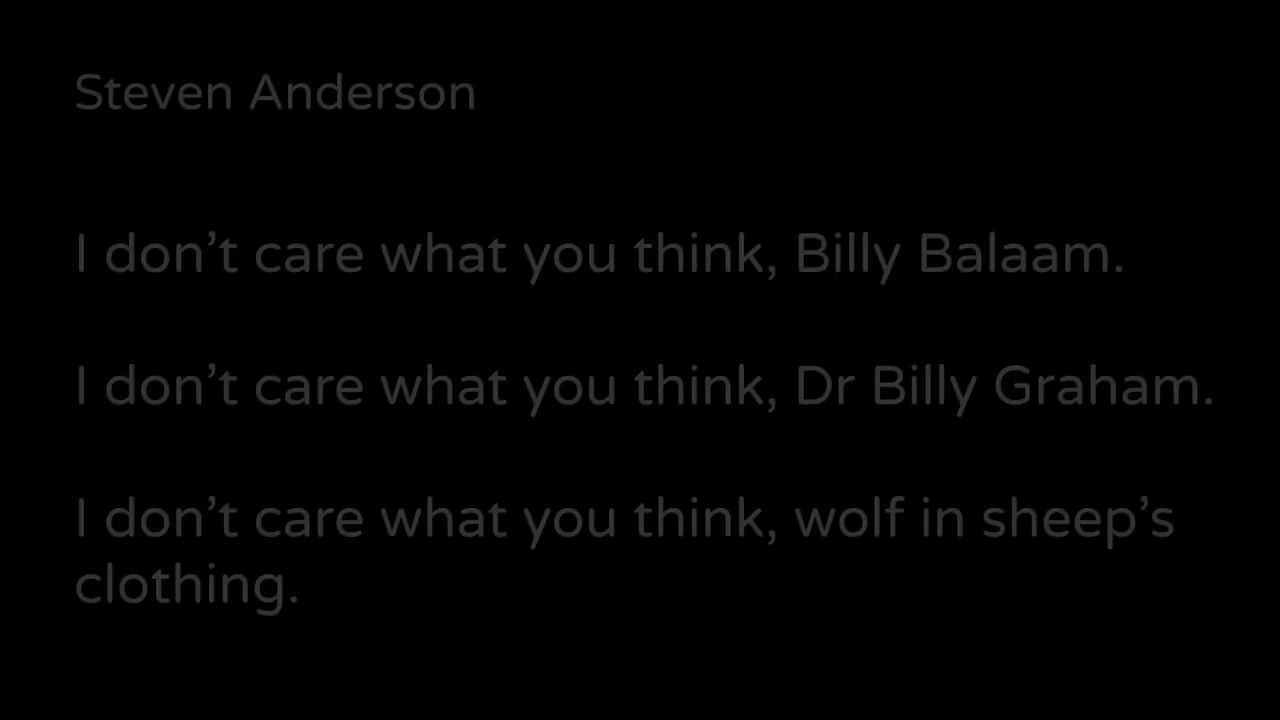 Steven Anderson
I don’t care what you think, Billy Balaam.
I don’t care what you think, Dr Billy Graham.
I don’t care what you think, wolf in sheep’s
clothing.